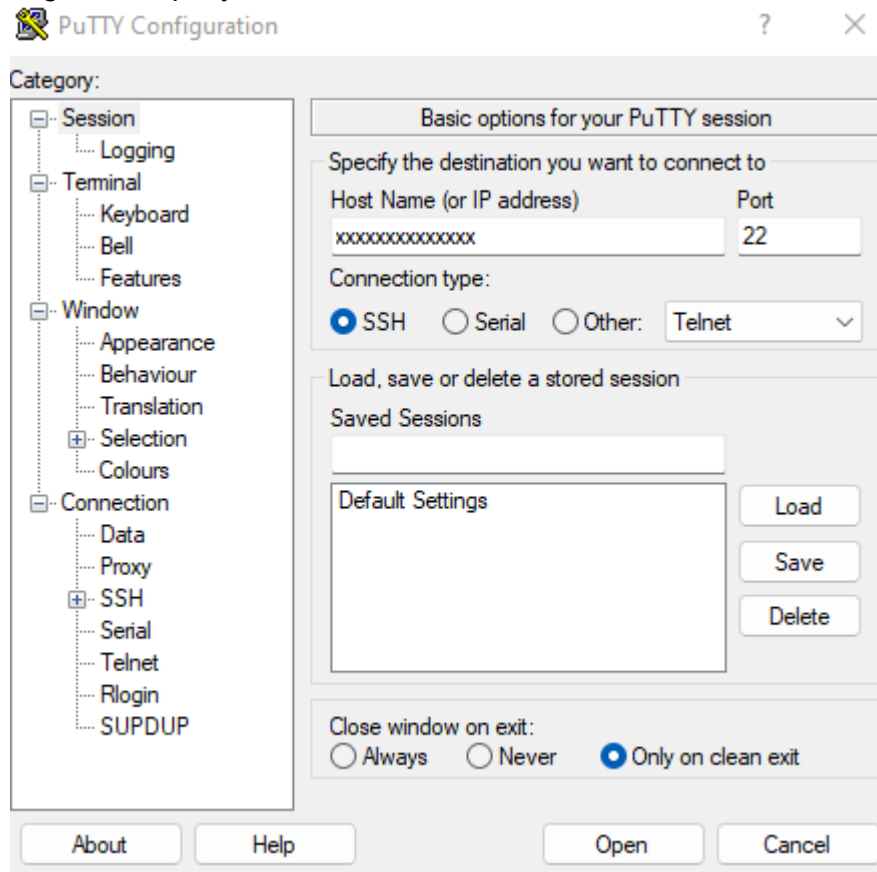 PuTTY Configuration
?
Category:
Session
Logging
Terminal
Keyboard
Bell
Features
Window
Appearance
Behaviour
Translation
Selection
Colours
Connection
Data
Proxy
SSH
Serial
Telnet
Rlogin
SUPDUP
Basic options for your PuTTY session
Specify the destination you want to connect to
Host Name (or IP address) Port
xxxxxxxxxxxxxx 22
Connection type:
SSH Serial Other: Telnet
Load, save or delete a stored session
Saved Sessions
Default Settings
Load
Save
Delete
Close window on exit:
Always Never Only on clean exit
About Help Open Cancel